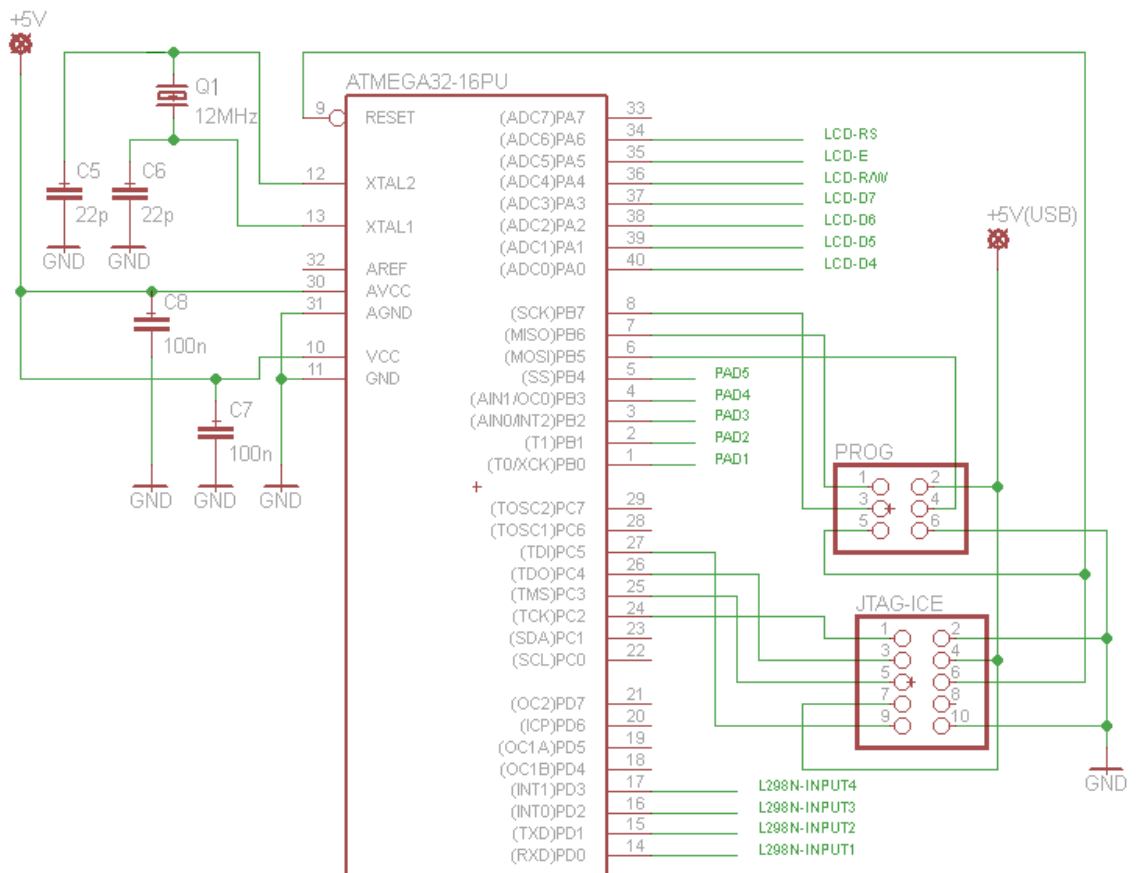 +5V
ATMEGA32-16PU
Q1
12MHz
C5
22p
C6
22p
GND
GND
C8
100n
C7
100n
GND
GND
GND
9 RESET
12 XTAL2
13 XTAL1
32 AREF
30 AVCC
31 AGND
10 VCC
11 GND
(ADC7)PA7 33
(ADC6)PA6 34 LCD-RS
(ADC5)PA5 35 LCD-E
(ADC4)PA4 36 LCD-R/W
(ADC3)PA3 37 LCD-D7
(ADC2)PA2 38 LCD-D6
(ADC1)PA1 39 LCD-D5
(ADC0)PA0 40 LCD-D4
(SCK)PB7 8
(MISO)PB6 7
(MOSI)PB5 6
(SS)PB4 5 PAD5
(AIN1/OC0)PB3 4 PAD4
(AIN0/INT2)PB2 3 PAD3
(T1)PB1 2 PAD2
(T0/XCK)PB0 1 PAD1
(TOSC2)PC7 29
(TOSC1)PC6 28
(TDI)PC5 27
(TDO)PC4 26
(TMS)PC3 25
(TCK)PC2 24
(SDA)PC1 23
(SCL)PC0 22
(OC2)PD7 21
(ICP)PD6 20
(OC1A)PD5 19
(OC1B)PD4 18
(INT1)PD3 17 L298N-INPUT4
(INT0)PD2 16 L298N-INPUT3
(TXD)PD1 15 L298N-INPUT2
(RXD)PD0 14 L298N-INPUT1
+5V(USB)
PROG
1 2
3 4
5 6
JTAG-ICE
1 2
3 4
5 6
7 8
9 10
GND